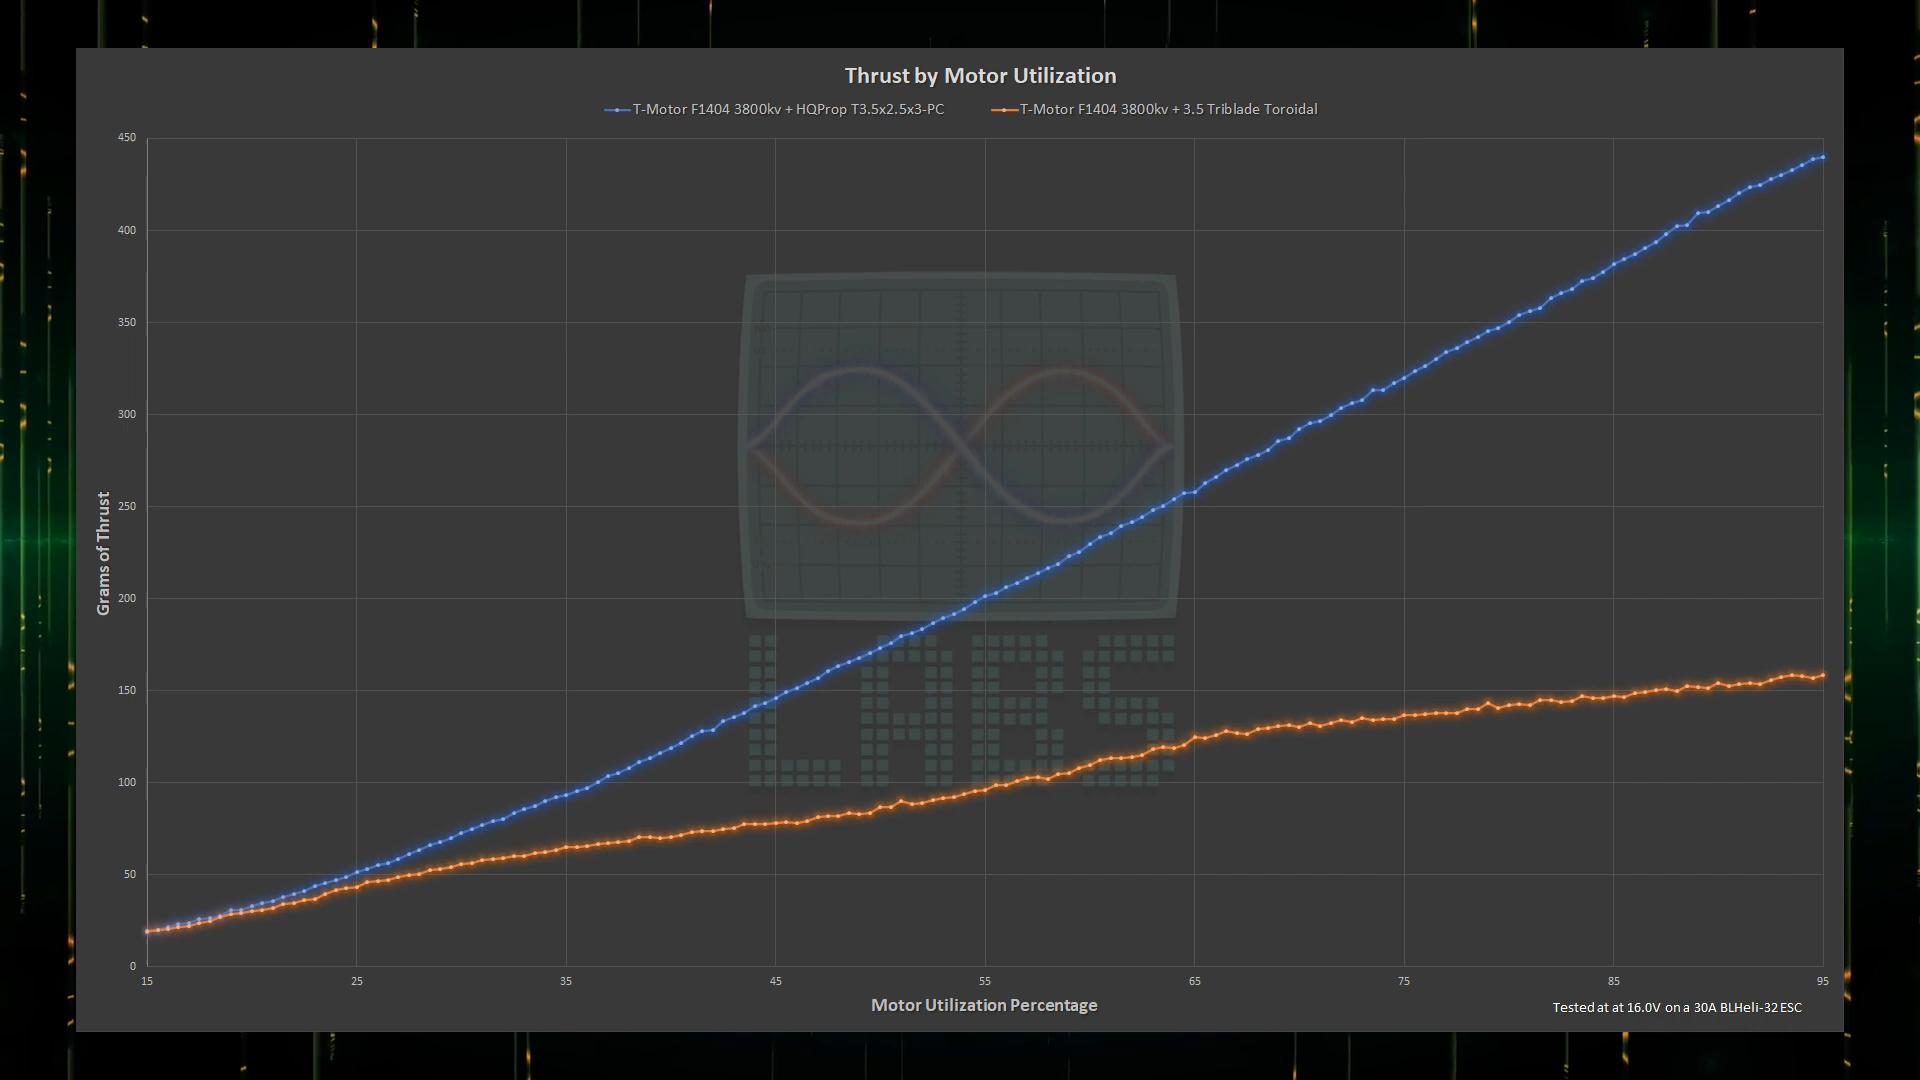 Thrust by Motor Utilization
T-Motor F1404 3800kv + HQProp T3.5x2.5x3-PC
T-Motor F1404 3800kv + 3.5 Triblade Toroidal
450
400
350
300
250
200
150
100
50
0
Grams of Thrust
LABS
15
25
35
45
55
65
75
85
95
Motor Utilization Percentage
Tested at at 16.0V on a 30A BLHeli-32 ESC